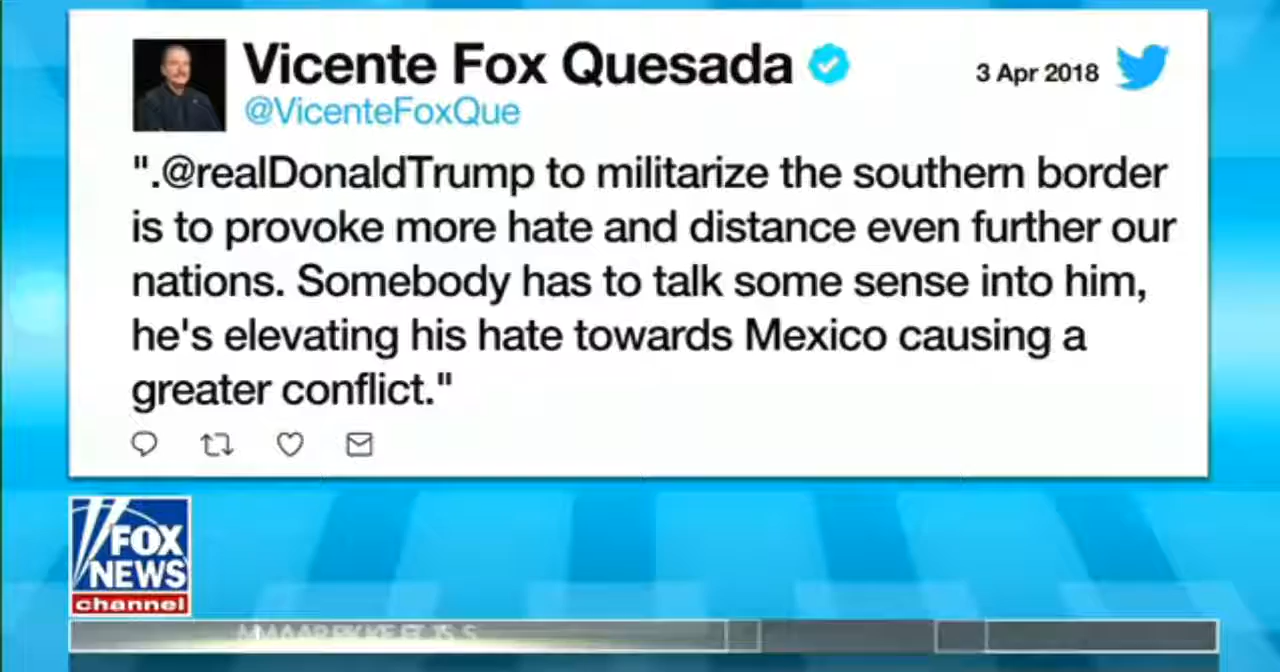 Vicente Fox Quesada
3 Apr 2018
@VicenteFoxQue
".@realDonaldTrump to militarize the southern border
is to provoke more hate and distance even further our
nations. Somebody has to talk some sense into him,
he's elevating his hate towards Mexico causing a
greater conflict."
FOX
NEWS
channel